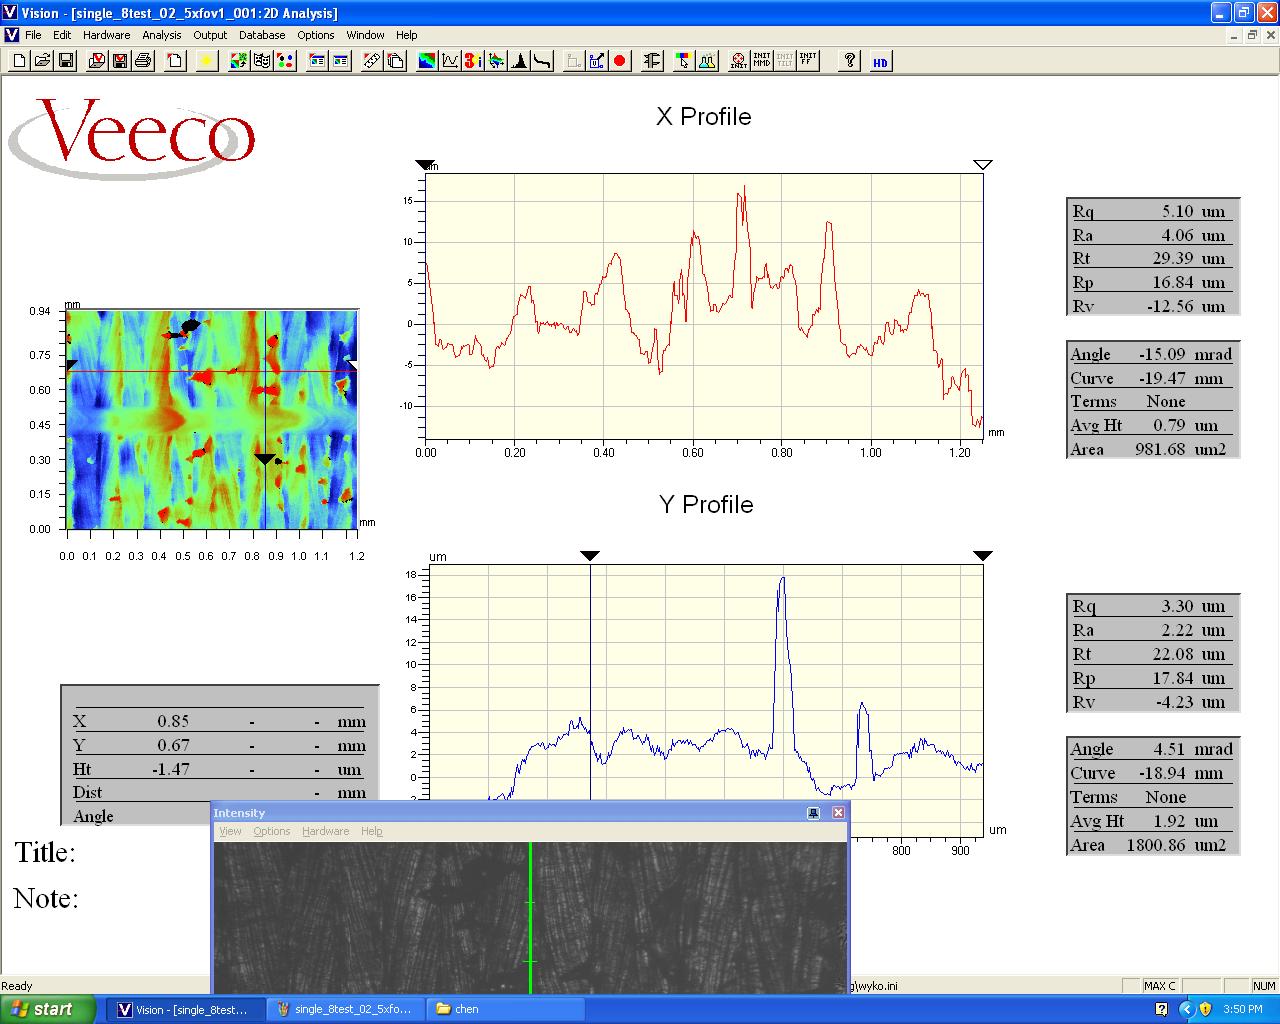 Vision - [single_8test_02_5xfov1_001:2D Analysis]
File Edit Hardware Analysis Output Database Options Window Help
INIT INIT MMD INIT TILT INIT FF ? HD
Veeco
X Profile
um
15
10
5
0
-5
-10
0.00 0.20 0.40 0.60 0.80 1.00 1.20
mm
Rq 5.10 um
Ra 4.06 um
Rt 29.39 um
Rp 16.84 um
Rv -12.56 um
Angle -15.09 mrad
Curve -19.47 mm
Terms None
Avg Ht 0.79 um
Area 981.68 um2
mm
0.94
0.75
0.60
0.45
0.30
0.15
0.00
mm
0.0 0.1 0.2 0.3 0.4 0.5 0.6 0.7 0.8 0.9 1.0 1.1 1.2
Y Profile
um
18
16
14
12
10
8
6
4
2
0
800 900
um
Rq 3.30 um
Ra 2.22 um
Rt 22.08 um
Rp 17.84 um
Rv -4.23 um
Angle 4.51 mrad
Curve -18.94 mm
Terms None
Avg Ht 1.92 um
Area 1800.86 um2
X 0.85 - - mm
Y 0.67 - - mm
Ht -1.47 - - um
Dist - mm
Angle
Title:
Note:
Intensity
View Options Hardware Help
Ready
g\wyko.ini
MAX C
NUM
start
Vision - [single_8test...
single_8test_02_5xfo...
chen
3:50 PM